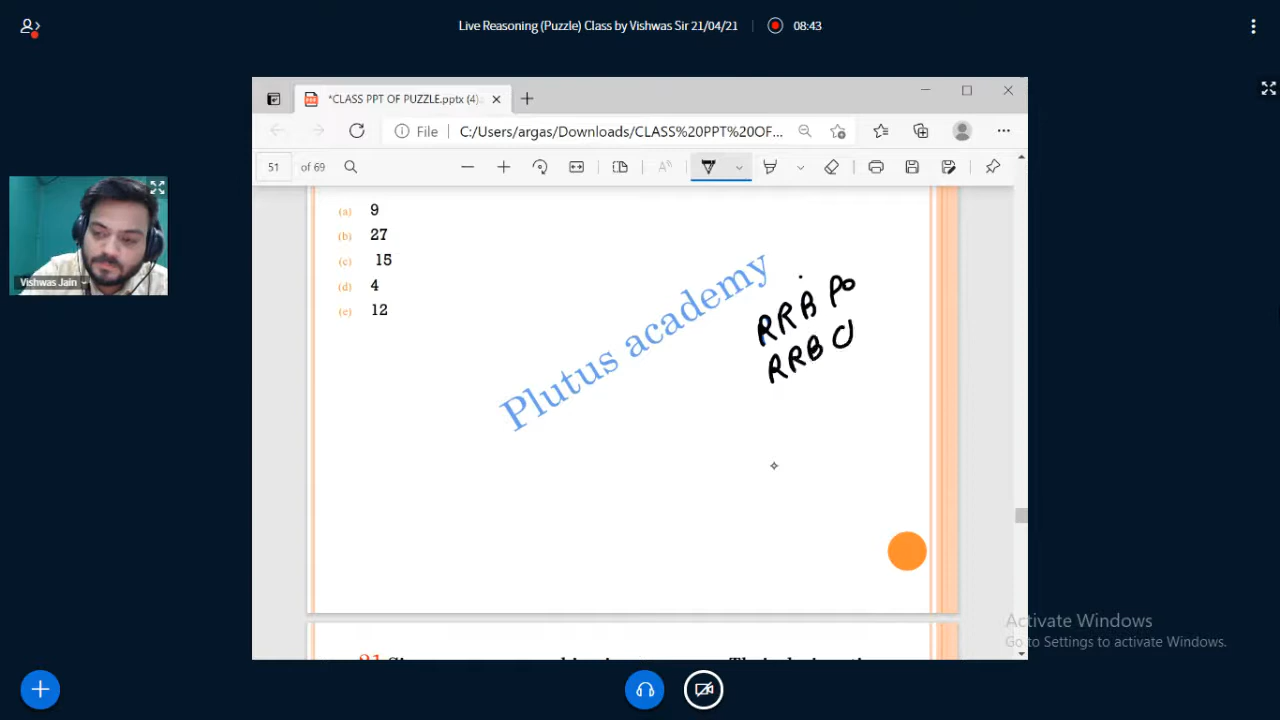 Live Reasoning (Puzzle) Class by Vishwas Sir 21/04/21 08:43
*CLASS PPT OF PUZZLE.pptx (4)
File C:/Users/argas/Downloads/CLASS%20PPT%20OF...
51 of 69
(a) 9
(b) 27
(c) 15
(d) 4
(e) 12
Plutus academy
RRB PO
RRB C
Vishwas Jain
Activate Windows
Go to Settings to activate Windows.